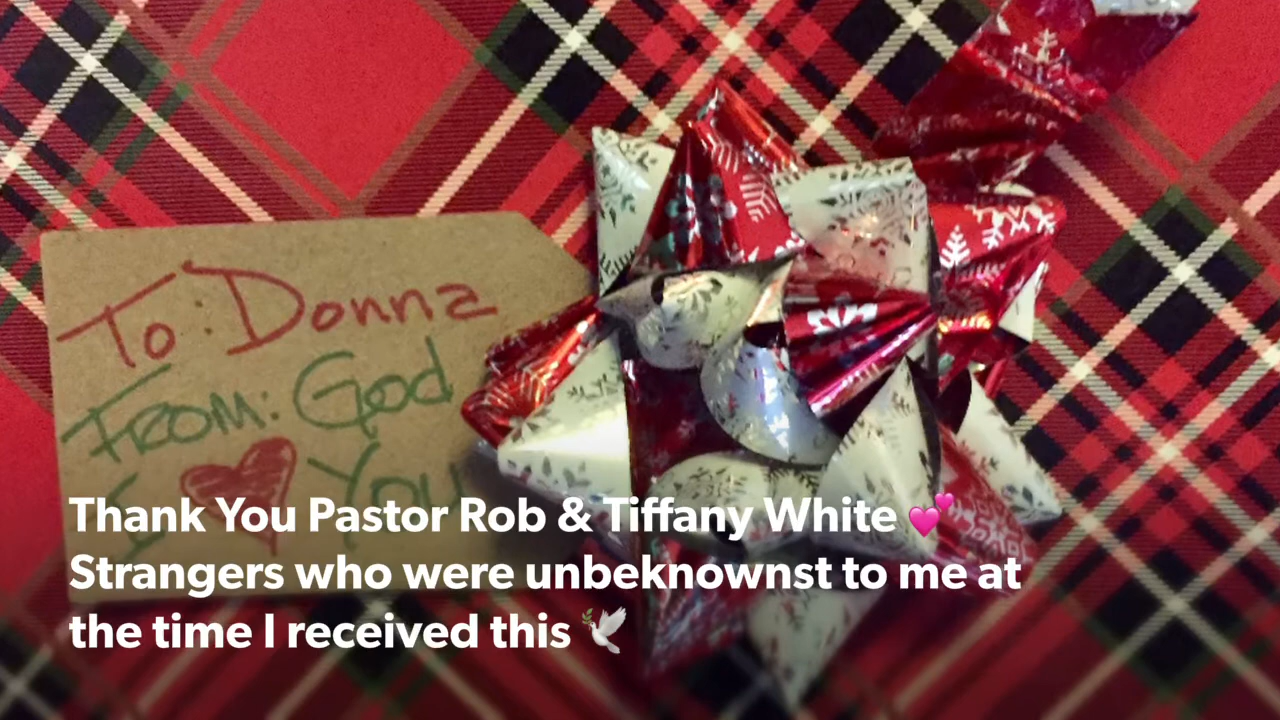 To: Donna
From: God
I ❤ You
Thank You Pastor Rob & Tiffany White 💕
Strangers who were unbeknownst to me at
the time I received this 🕊️